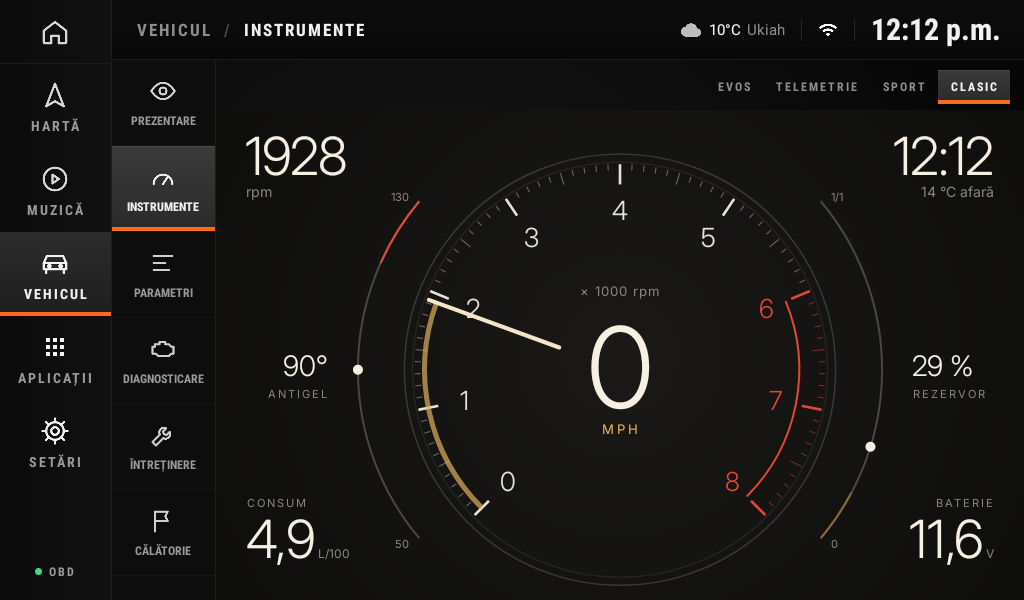 VEHICUL / INSTRUMENTE
10°C Ukiah
12:12 p.m.
HARTĂ
MUZICĂ
VEHICUL
APLICAȚII
SETĂRI
OBD
PREZENTARE
INSTRUMENTE
PARAMETRI
DIAGNOSTICARE
ÎNTREȚINERE
CĂLĂTORIE
EVOS TELEMETRIE SPORT CLASIC
1928
rpm
12:12
14 °C afară
130
1/1
4
3 5
2 6
1 7
0 8
× 1000 rpm
0
MPH
90°
ANTIGEL
29 %
REZERVOR
50
0
CONSUM
4,9 L/100
BATERIE
11,6 V